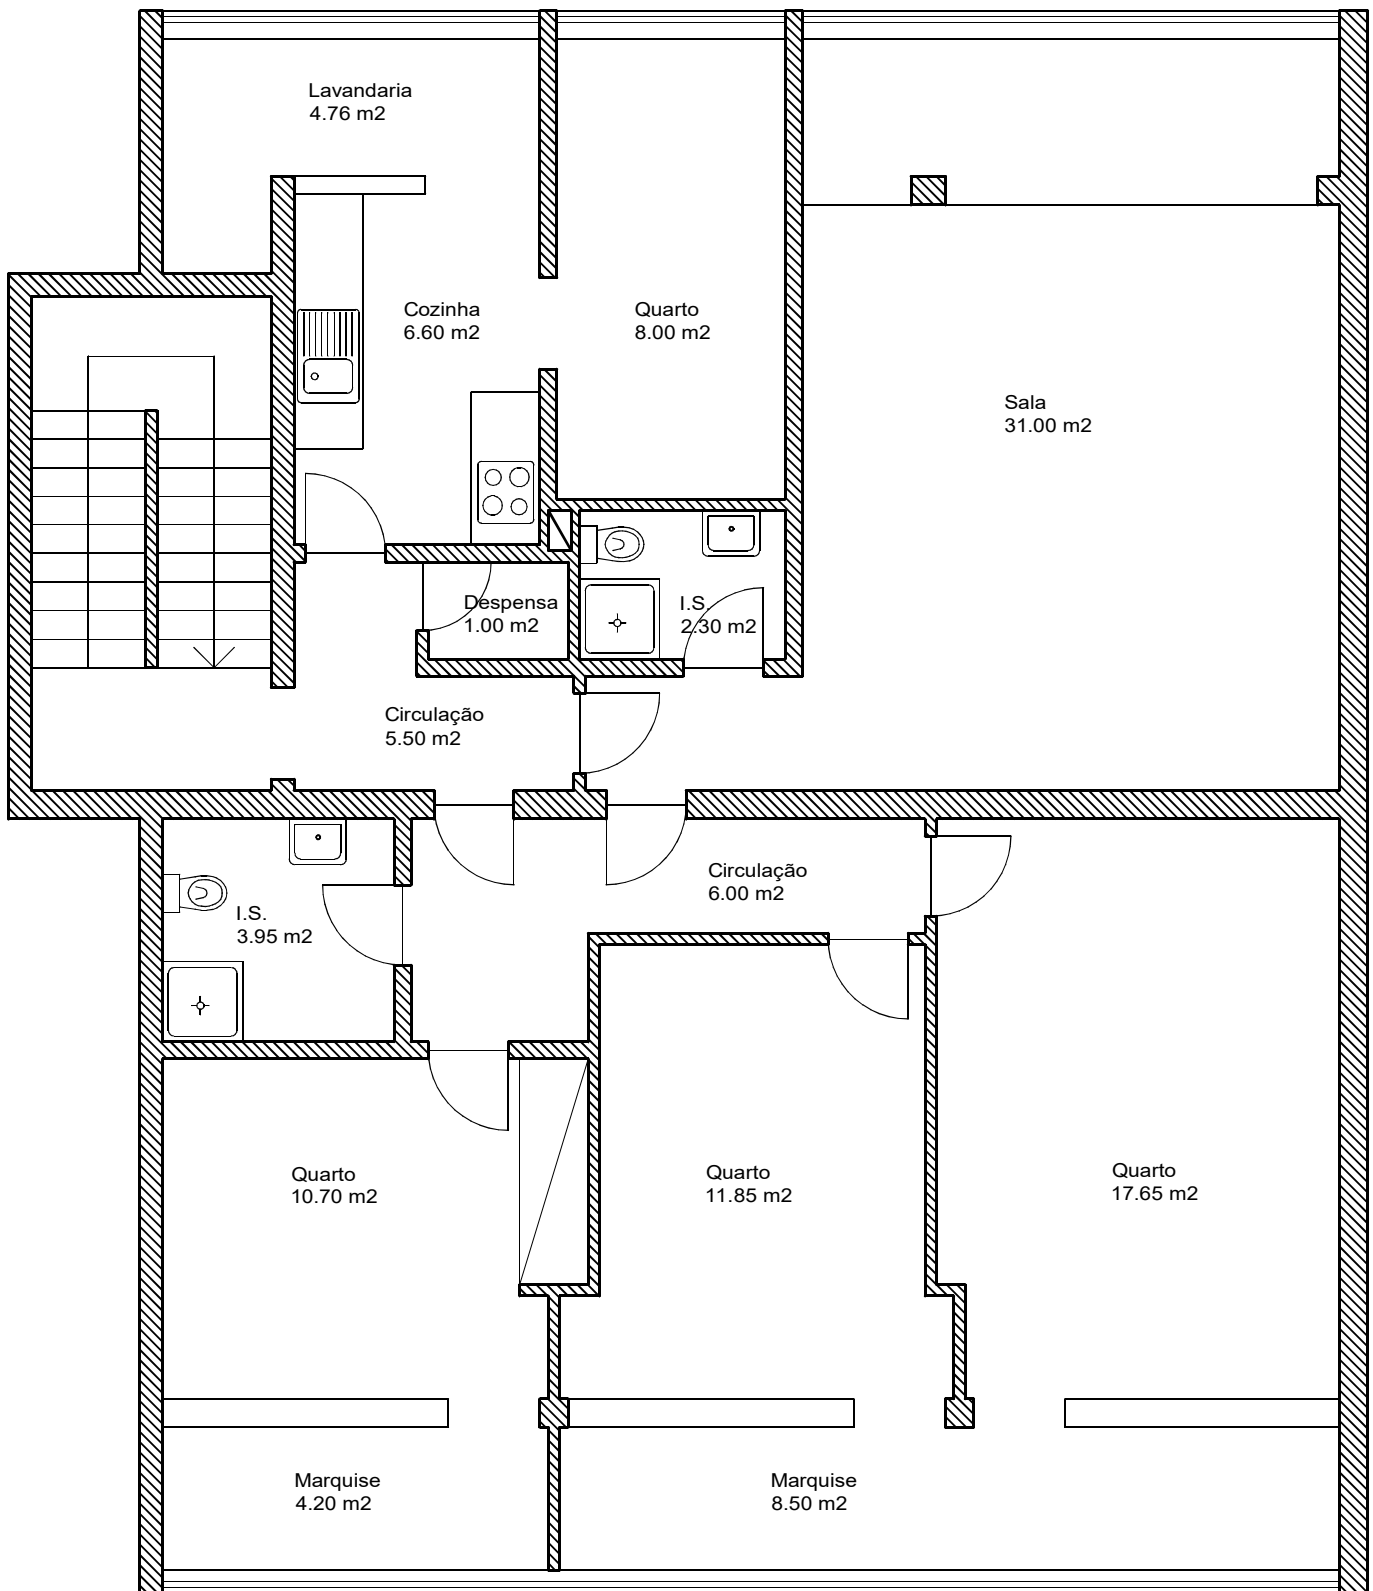 Lavandaria
4.76 m2
Cozinha
6.60 m2
Quarto
8.00 m2
Sala
31.00 m2
Despensa
1.00 m2
I.S.
2.30 m2
Circulação
5.50 m2
Circulação
6.00 m2
I.S.
3.95 m2
Quarto
10.70 m2
Quarto
11.85 m2
Quarto
17.65 m2
Marquise
4.20 m2
Marquise
8.50 m2